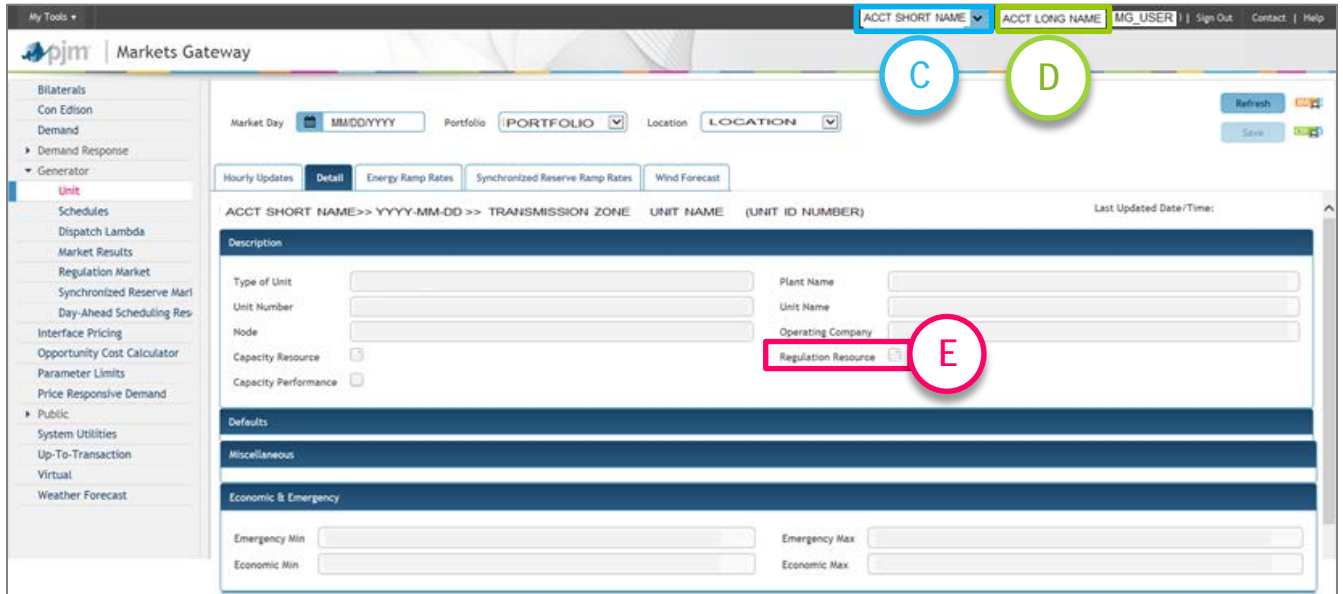 My Tools ▾ ACCT SHORT NAME ACCT LONG NAME MG_USER ) | Sign Out Contact | Help
pjm | Markets Gateway
C D
Bilaterals
Con Edison
Demand
Demand Response
Generator
Unit
Schedules
Dispatch Lambda
Market Results
Regulation Market
Synchronized Reserve Mar
Day-Ahead Scheduling Res
Interface Pricing
Opportunity Cost Calculator
Parameter Limits
Price Responsive Demand
Public
System Utilities
Up-To-Transaction
Virtual
Weather Forecast
Market Day MM/DD/YYYY Portfolio PORTFOLIO Location LOCATION
Refresh
Save
Hourly Updates Detail Energy Ramp Rates Synchronized Reserve Ramp Rates Wind Forecast
ACCT SHORT NAME>> YYYY-MM-DD >> TRANSMISSION ZONE UNIT NAME (UNIT ID NUMBER) Last Updated Date/Time:
Description
Type of Unit Plant Name
Unit Number Unit Name
Node Operating Company
Capacity Resource Regulation Resource E
Capacity Performance
Defaults
Miscellaneous
Economic & Emergency
Emergency Min Emergency Max
Economic Min Economic Max